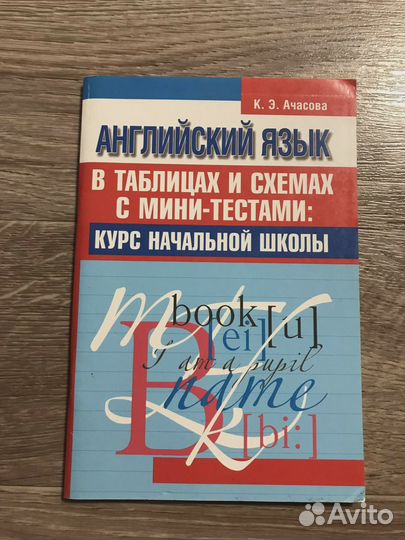 К. Э. Ачасова
АНГЛИЙСКИЙ ЯЗЫК
В ТАБЛИЦАХ И СХЕМАХ
С МИНИ-ТЕСТАМИ:
КУРС НАЧАЛЬНОЙ ШКОЛЫ
book [u]
[ei]
I am a pupil
name
B [bi:]
Avito